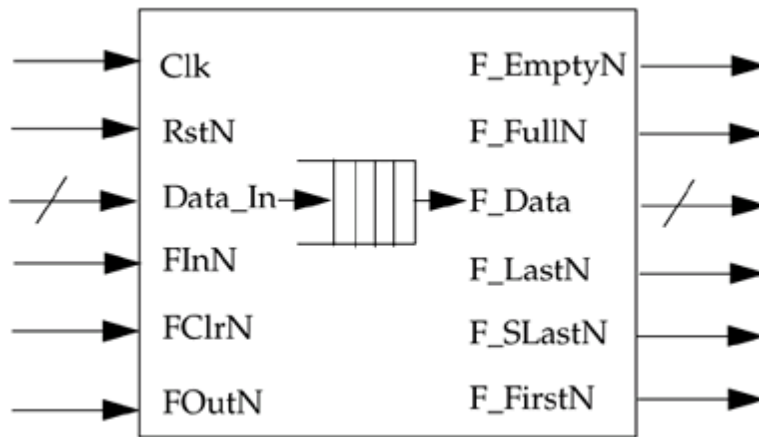 Clk
RstN
Data_In
FInN
FClrN
FOutN
F_EmptyN
F_FullN
F_Data
F_LastN
F_SLastN
F_FirstN